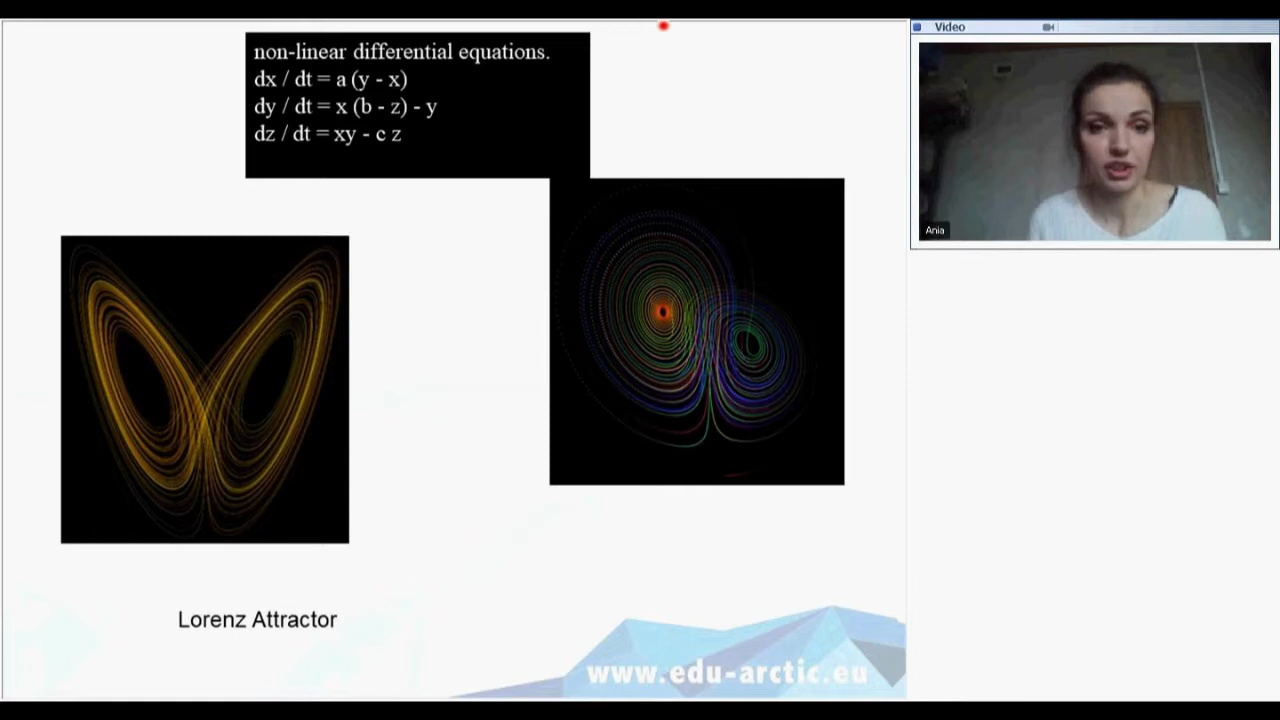 non-linear differential equations.
dx / dt = a (y - x)
dy / dt = x (b - z) - y
dz / dt = xy - c z
Lorenz Attractor
www.edu-arctic.eu
Video
Ania